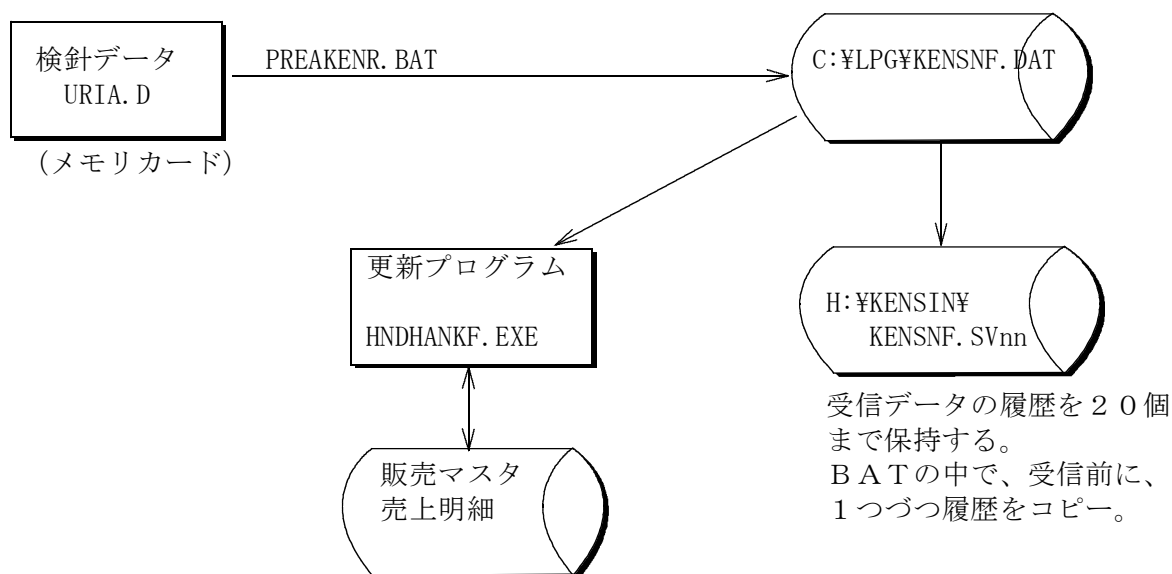 検針データ
URIA.D
（メモリカード）
PREAKENR.BAT
C:¥LPG¥KENSNF.DAT
更新プログラム
HNDHANKF.EXE
H:¥KENSIN¥
KENSNF.SVnn
受信データの履歴を２０個
まで保持する。
ＢＡＴの中で、受信前に、
１つづつ履歴をコピー。
販売マスタ
売上明細